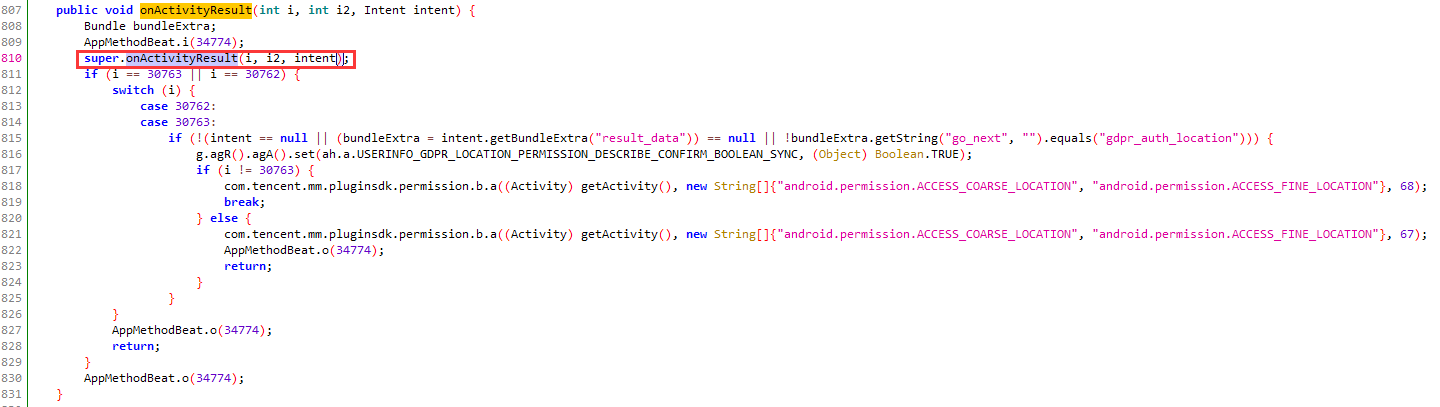 807 public void onActivityResult(int i, int i2, Intent intent) {
808 Bundle bundleExtra;
809 AppMethodBeat.i(34774);
810 super.onActivityResult(i, i2, intent);
811 if (i == 30763 || i == 30762) {
812 switch (i) {
813 case 30762:
814 case 30763:
815 if (!(intent == null || (bundleExtra = intent.getBundleExtra("result_data")) == null || !bundleExtra.getString("go_next", "").equals("gdpr_auth_location"))) {
816 g.agR().agA().set(ah.a.USERINFO_GDPR_LOCATION_PERMISSION_DESCRIBE_CONFIRM_BOOLEAN_SYNC, (Object) Boolean.TRUE);
817 if (i != 30763) {
818 com.tencent.mm.pluginsdk.permission.b.a((Activity) getActivity(), new String[]{"android.permission.ACCESS_COARSE_LOCATION", "android.permission.ACCESS_FINE_LOCATION"}, 68);
819 break;
820 } else {
821 com.tencent.mm.pluginsdk.permission.b.a((Activity) getActivity(), new String[]{"android.permission.ACCESS_COARSE_LOCATION", "android.permission.ACCESS_FINE_LOCATION"}, 67);
822 AppMethodBeat.o(34774);
823 return;
824 }
825 }
826 }
827 AppMethodBeat.o(34774);
828 return;
829 }
830 AppMethodBeat.o(34774);
831 }